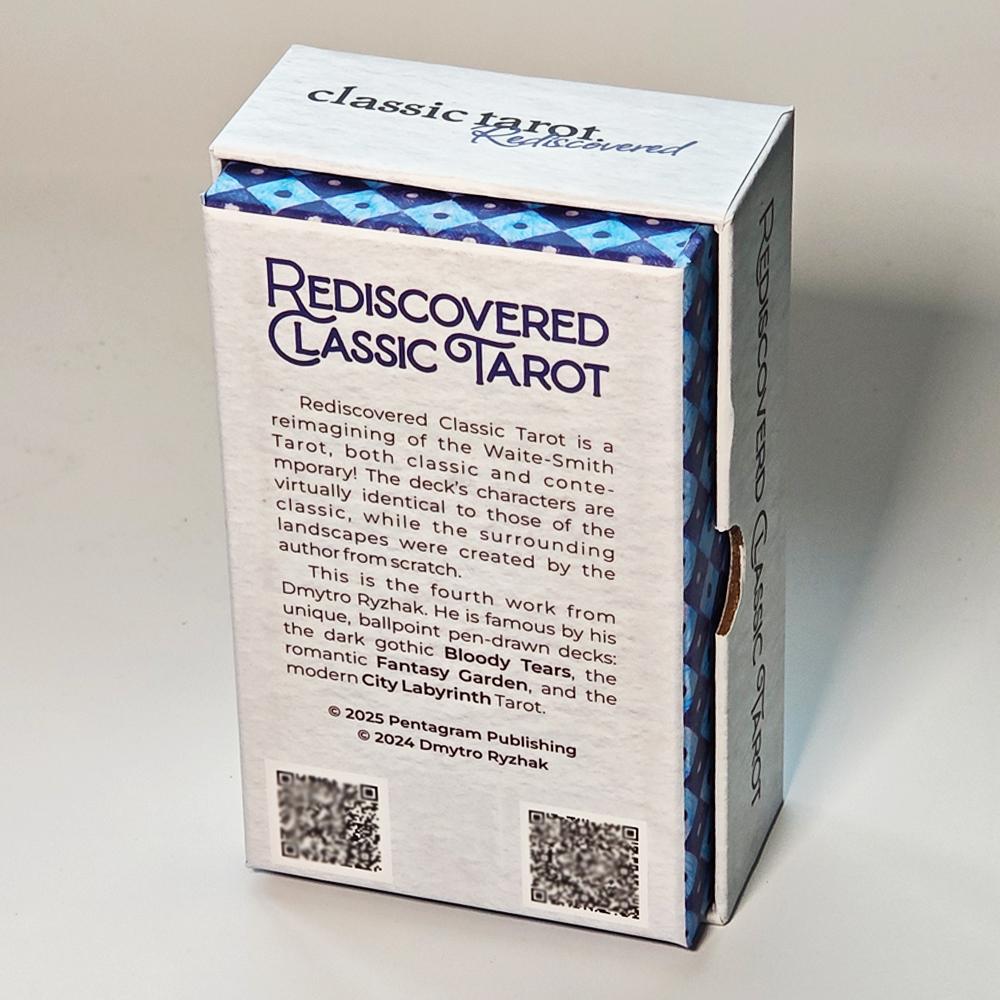 classic tarot
Rediscovered
REDISCOVERED
CLASSIC TAROT
Rediscovered Classic Tarot is a
reimagining of the Waite-Smith
Tarot, both classic and conte-
mporary! The deck's characters are
virtually identical to those of the
classic, while the surrounding
landscapes were created by the
author from scratch.
This is the fourth work from
Dmytro Ryzhak. He is famous by his
unique, ballpoint pen-drawn decks:
the dark gothic Bloody Tears, the
romantic Fantasy Garden, and the
modern City Labyrinth Tarot.
© 2025 Pentagram Publishing
© 2024 Dmytro Ryzhak
REDISCOVERD CLASSIC TAROT